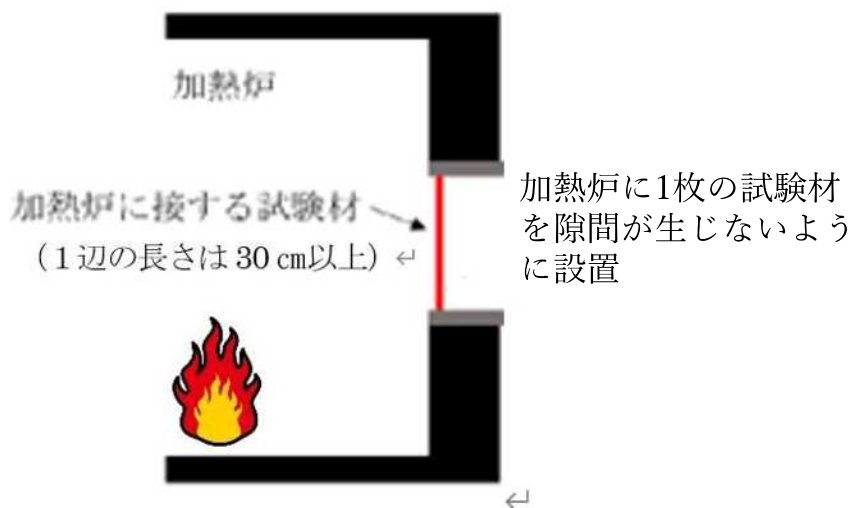 加熱炉
加熱炉に接する試験材
（１辺の長さは 30 ㎝以上）
加熱炉に1枚の試験材
を隙間が生じないよう
に設置